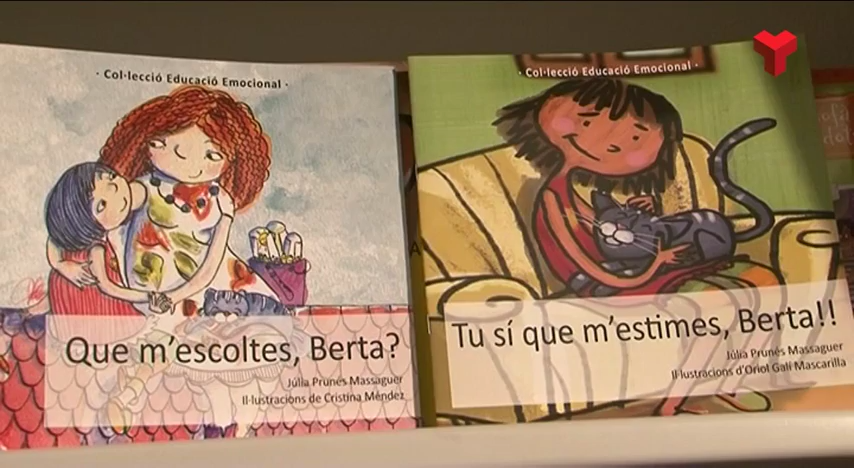 · Col·lecció Educació Emocional ·
Que m'escoltes, Berta?
Júlia Prunés Massaguer
Il·lustracions de Cristina Méndez
· Col·lecció Educació Emocional ·
Tu sí que m'estimes, Berta!!
Júlia Prunés Massaguer
Il·lustracions d'Oriol Galí Mascarilla